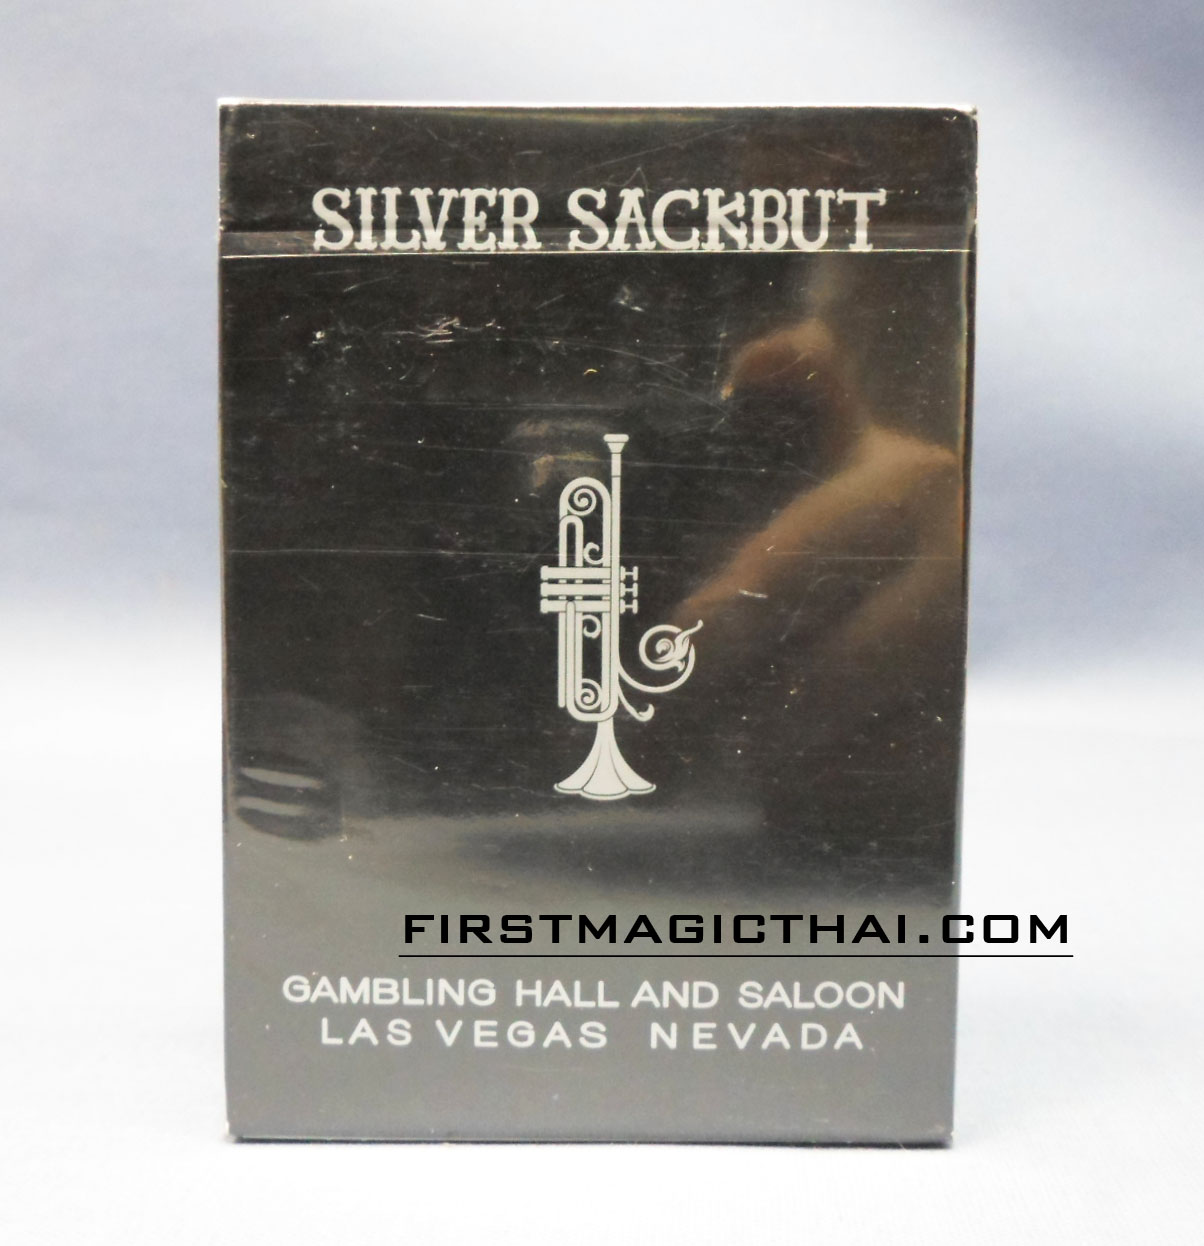 SILVER SACKBUT
FIRSTMAGICTHAI.COM
GAMBLING HALL AND SALOON
LAS VEGAS NEVADA